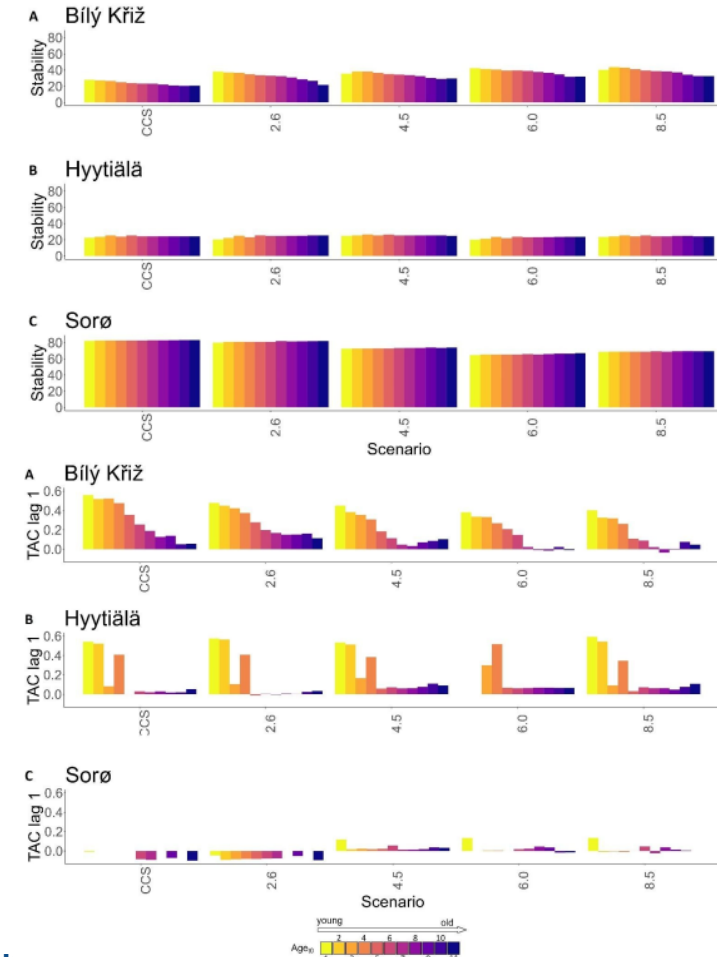 A Bílý Kříž
Stability
80
60
40
20
0
CCS
2.6
4.5
6.0
8.5
B Hyytiälä
Stability
80
60
40
20
0
CCS
2.6
4.5
6.0
8.5
C Sorø
Stability
80
60
40
20
0
CCS
2.6
4.5
6.0
8.5
Scenario
A Bílý Kříž
TAC lag 1
0.6
0.4
0.2
0.0
CCS
2.6
4.5
6.0
8.5
B Hyytiälä
TAC lag 1
0.6
0.4
0.2
0.0
2.6
4.5
6.0
8.5
C Sorø
TAC lag 1
0.6
0.4
0.2
0.0
CCS
2.6
4.5
6.0
8.5
Scenario
young old
2 4 6 8 10